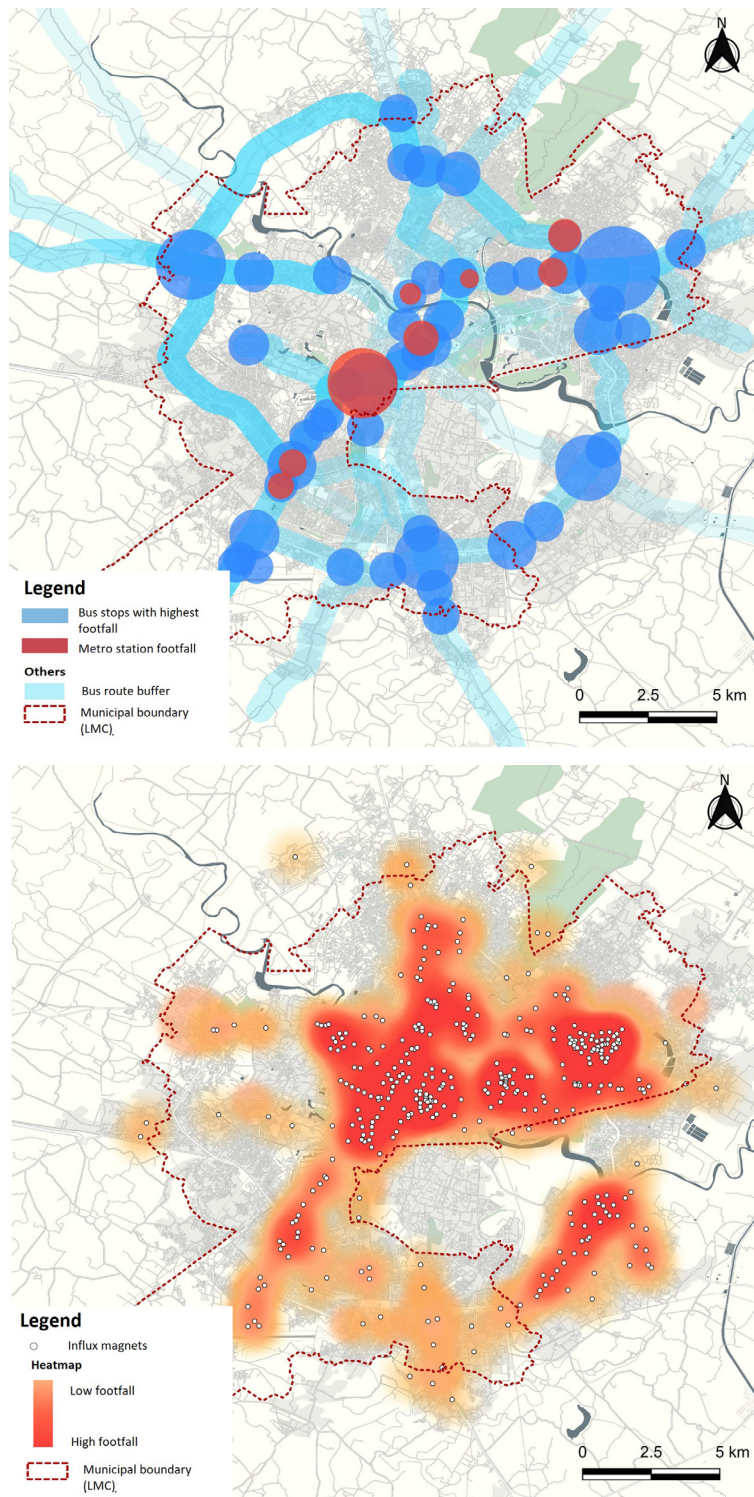 N
Legend
Bus stops with highest
footfall
Metro station footfall
Others
Bus route buffer
Municipal boundary
(LMC)
0 2.5 5 km
N
Legend
Influx magnets
Heatmap
Low footfall
High footfall
Municipal boundary
(LMC)
0 2.5 5 km